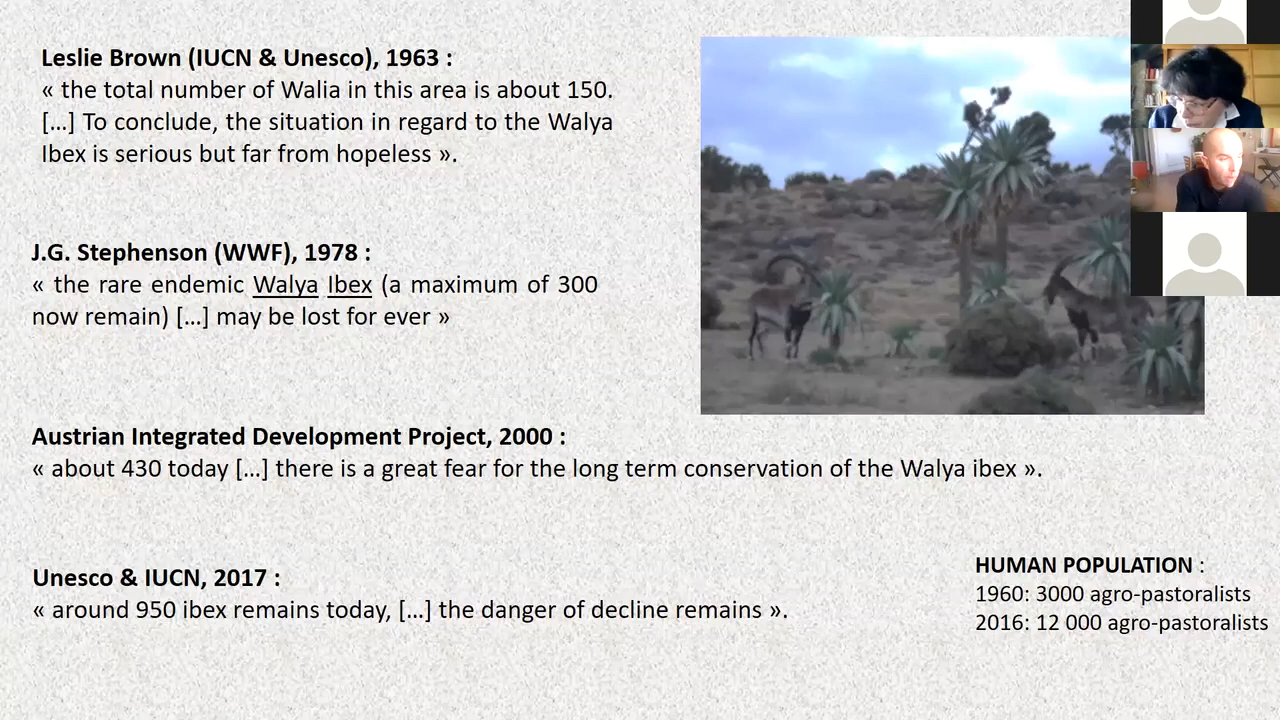 Leslie Brown (IUCN & Unesco), 1963 :
« the total number of Walia in this area is about 150.
[…] To conclude, the situation in regard to the Walya
Ibex is serious but far from hopeless ».
J.G. Stephenson (WWF), 1978 :
« the rare endemic Walya Ibex (a maximum of 300
now remain) […] may be lost for ever »
Austrian Integrated Development Project, 2000 :
« about 430 today […] there is a great fear for the long term conservation of the Walya ibex ».
Unesco & IUCN, 2017 :
« around 950 ibex remains today, […] the danger of decline remains ».
HUMAN POPULATION :
1960: 3000 agro-pastoralists
2016: 12 000 agro-pastoralists